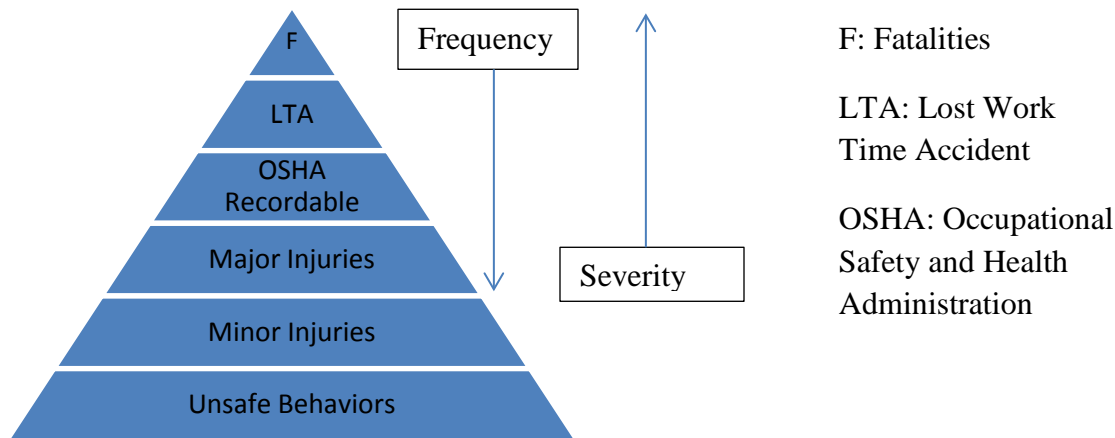 F
LTA
OSHA
Recordable
Major Injuries
Minor Injuries
Unsafe Behaviors
Frequency
Severity
F: Fatalities
LTA: Lost Work
Time Accident
OSHA: Occupational
Safety and Health
Administration